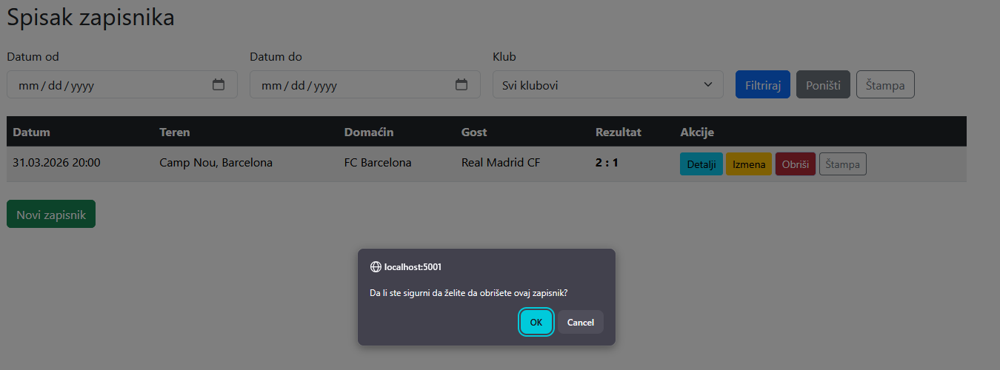 Spisak zapisnika
Datum od Datum do Klub
mm/dd/yyyy mm/dd/yyyy Svi klubovi Filtriraj Poništi Štampa
Datum Teren Domaćin Gost Rezultat Akcije
31.03.2026 20:00 Camp Nou, Barcelona FC Barcelona Real Madrid CF 2 : 1 Detalji Izmena Obriši Štampa
Novi zapisnik
localhost:5001
Da li ste sigurni da želite da obrišete ovaj zapisnik?
OK Cancel